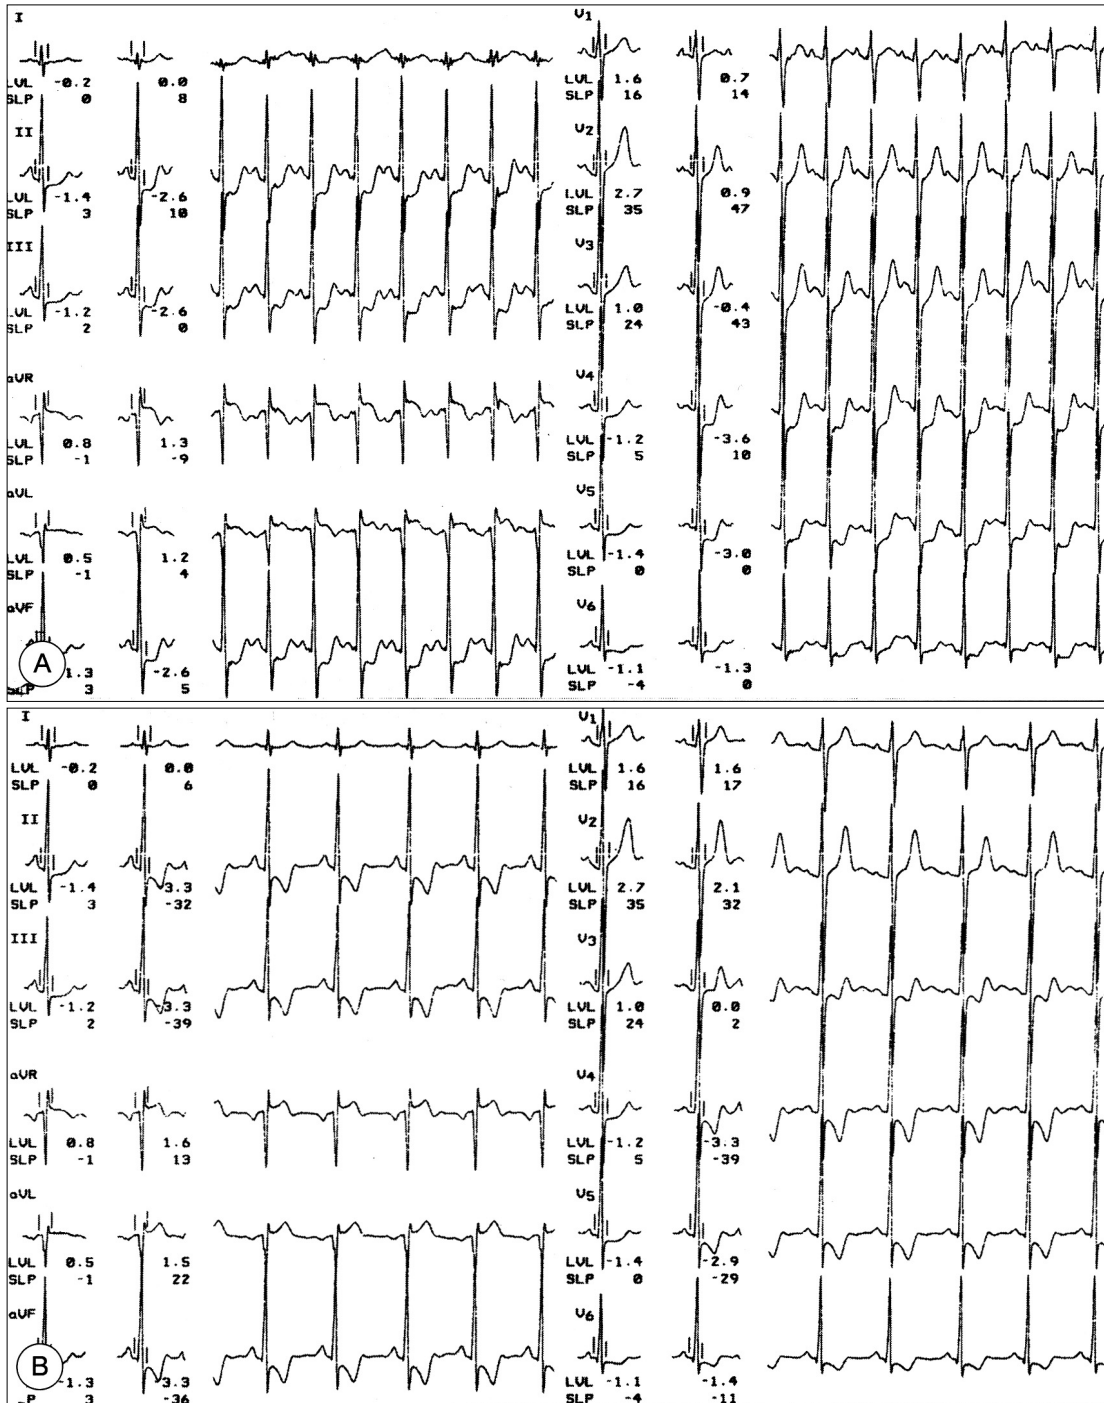 I
LVL -0.2 0.0
SLP 0 8
II
LVL -1.4 -2.6
SLP 3 10
III
LVL -1.2 -2.6
SLP 2 0
aVR
LVL 0.8 1.3
SLP -1 -9
aVL
LVL 0.5 1.2
SLP -1 4
aVF
1.3 -2.6
3 5
A
V1
LVL 1.6 0.7
SLP 16 14
V2
LVL 2.7 0.9
SLP 35 47
V3
LVL 1.0 -0.4
SLP 24 43
V4
LVL -1.2 -3.6
SLP 5 10
V5
LVL -1.4 -3.0
SLP 0 0
V6
LVL -1.1 -1.3
SLP -4 0
I
LVL -0.2 0.0
SLP 0 6
II
LVL -1.4 3.3
SLP 3 -32
III
LVL -1.2 -3.3
SLP 2 -39
aVR
LVL 0.8 1.6
SLP -1 13
aVL
LVL 0.5 1.5
SLP -1 22
aVF
-1.3 3.3
P 3 -36
B
V1
LVL 1.6 1.6
SLP 16 17
V2
LVL 2.7 2.1
SLP 35 32
V3
LVL 1.0 0.0
SLP 24 2
V4
LVL -1.2 -3.3
SLP 5 -39
V5
LVL -1.4 -2.9
SLP 0 -29
V6
LVL -1.1 -1.4
SLP -4 -11